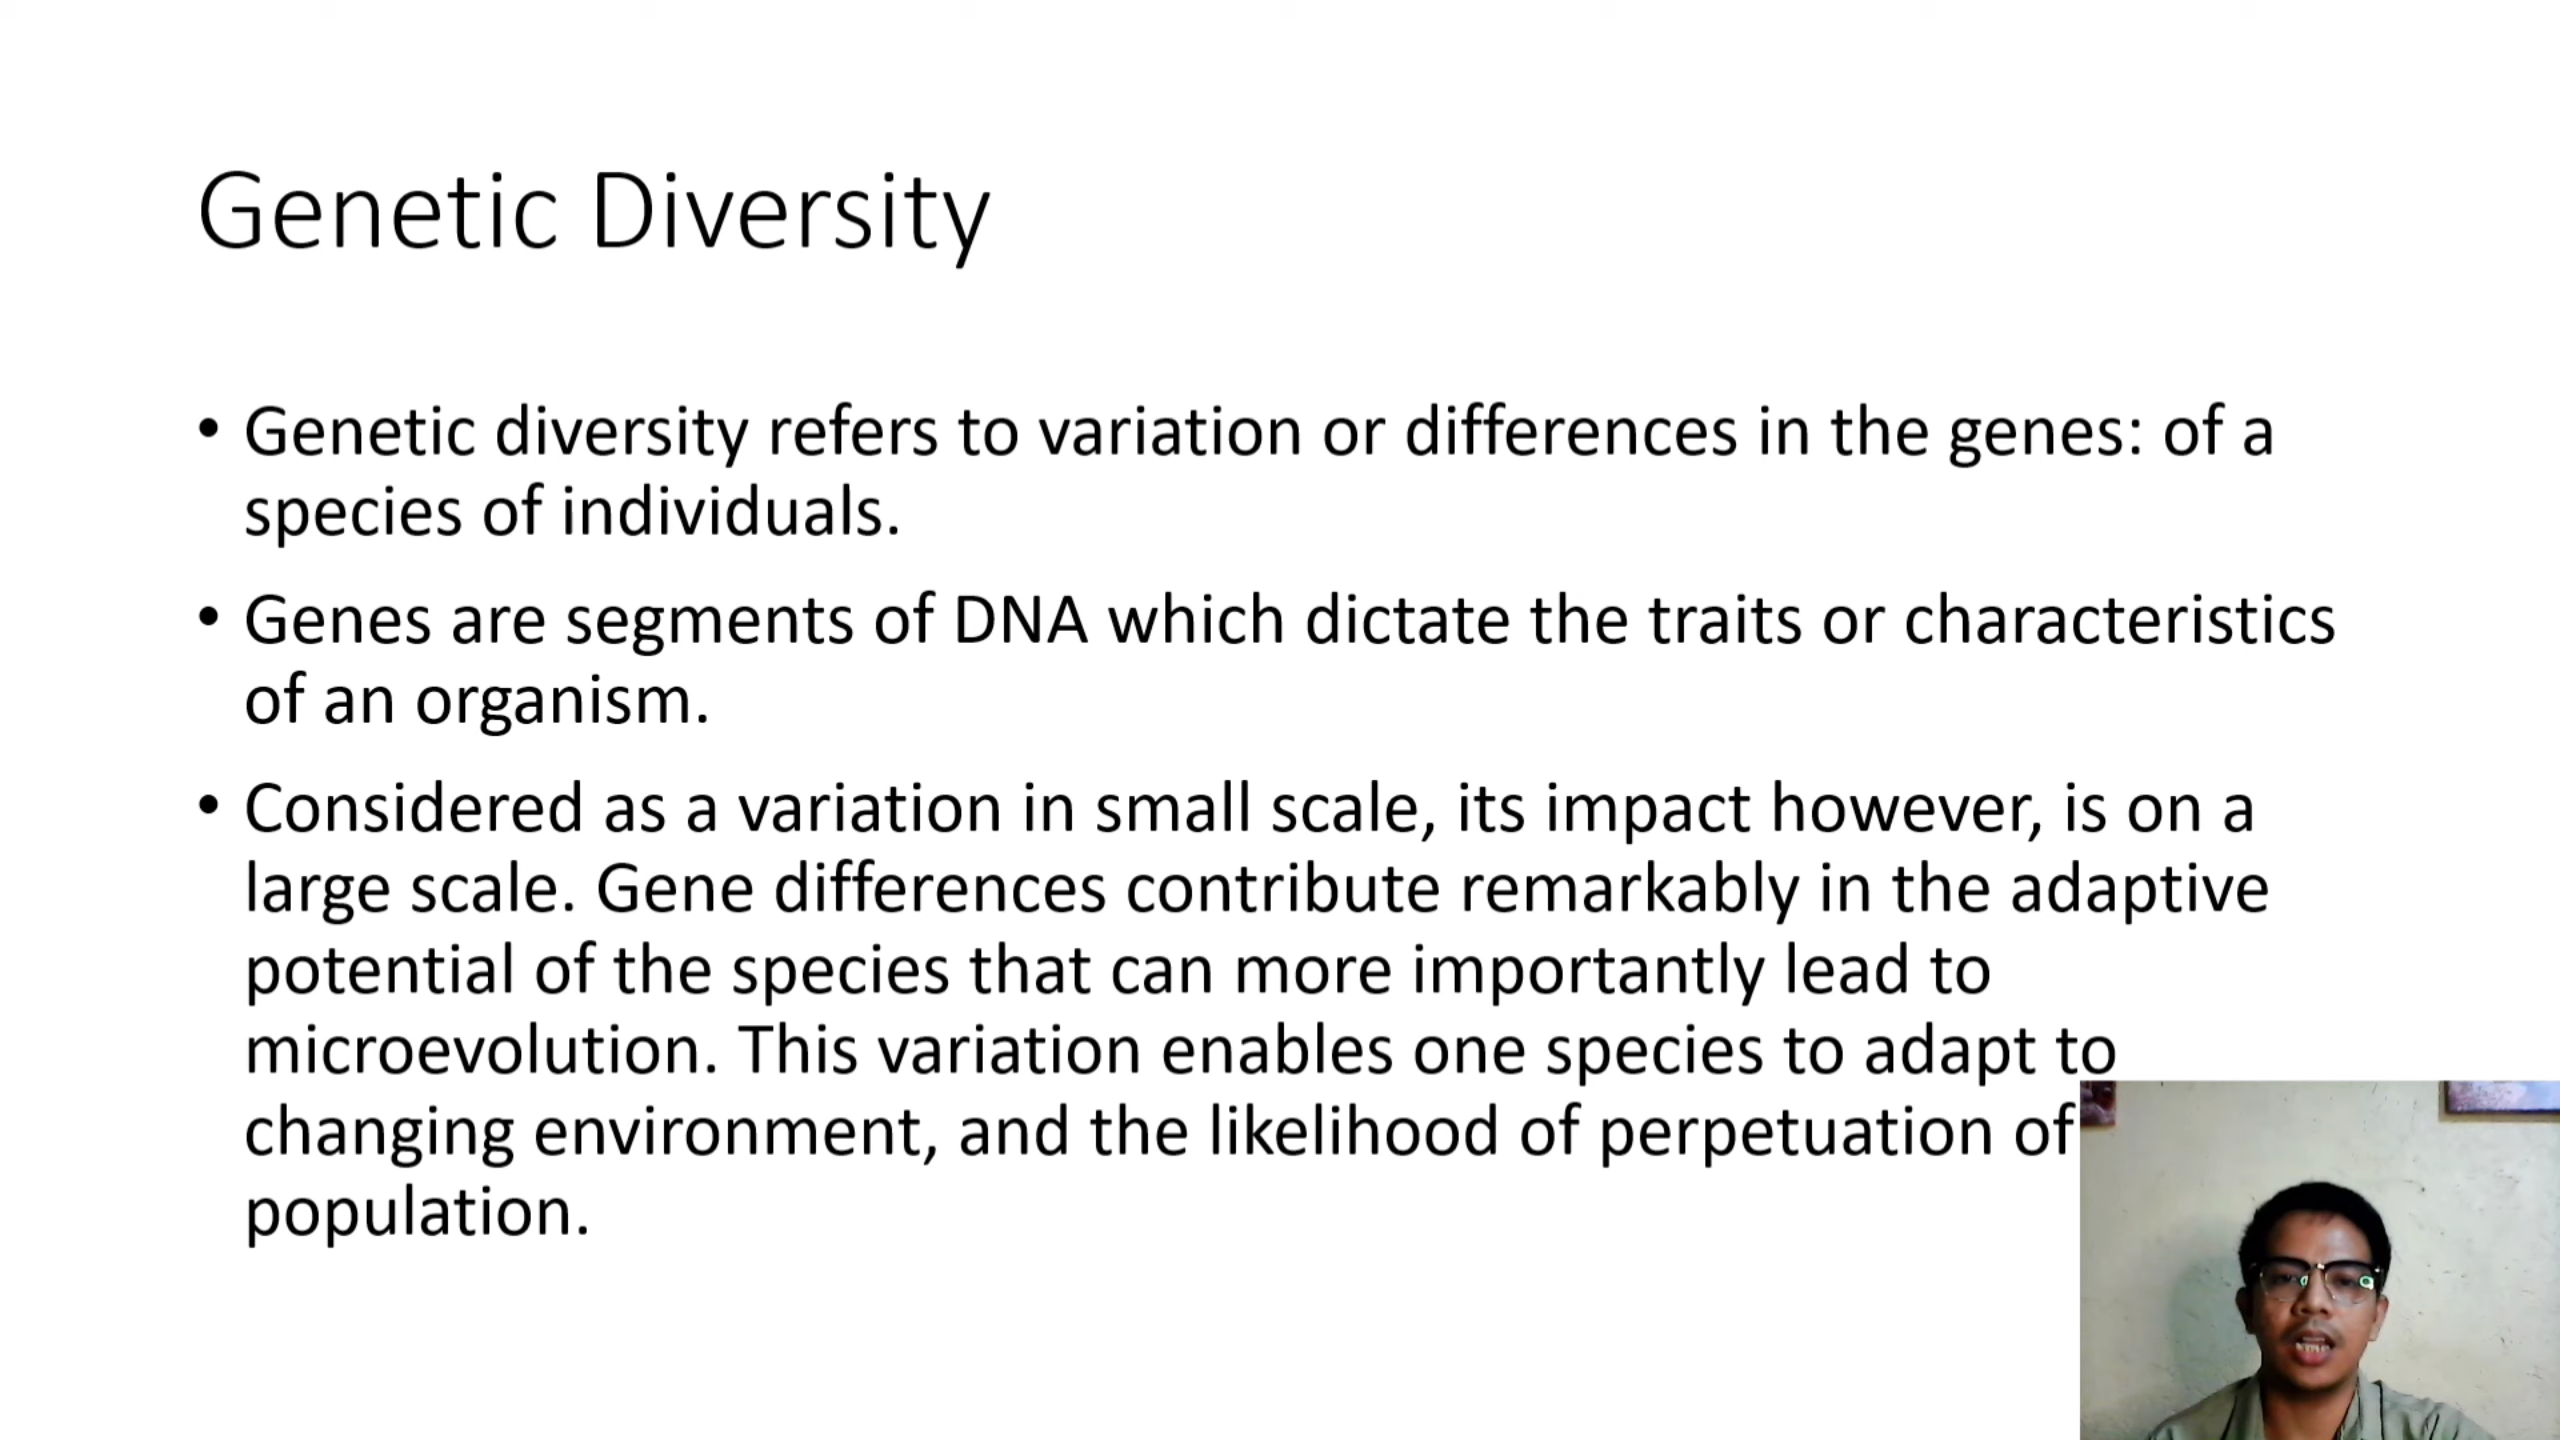 Genetic Diversity
• Genetic diversity refers to variation or differences in the genes: of a
species of individuals.
• Genes are segments of DNA which dictate the traits or characteristics
of an organism.
• Considered as a variation in small scale, its impact however, is on a
large scale. Gene differences contribute remarkably in the adaptive
potential of the species that can more importantly lead to
microevolution. This variation enables one species to adapt to
changing environment, and the likelihood of perpetuation of
population.